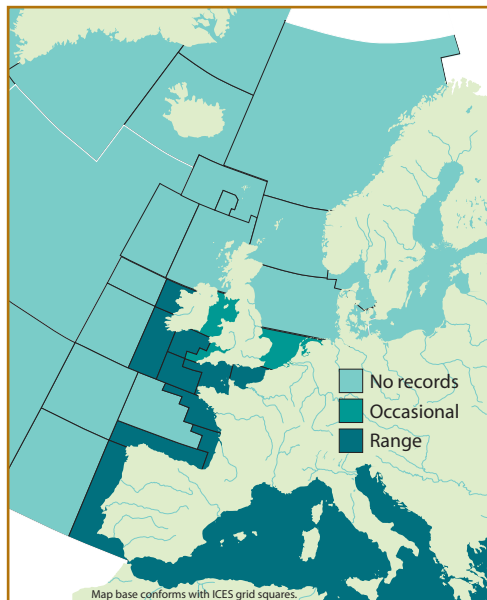 No records
Occasional
Range
Map base conforms with ICES grid squares.